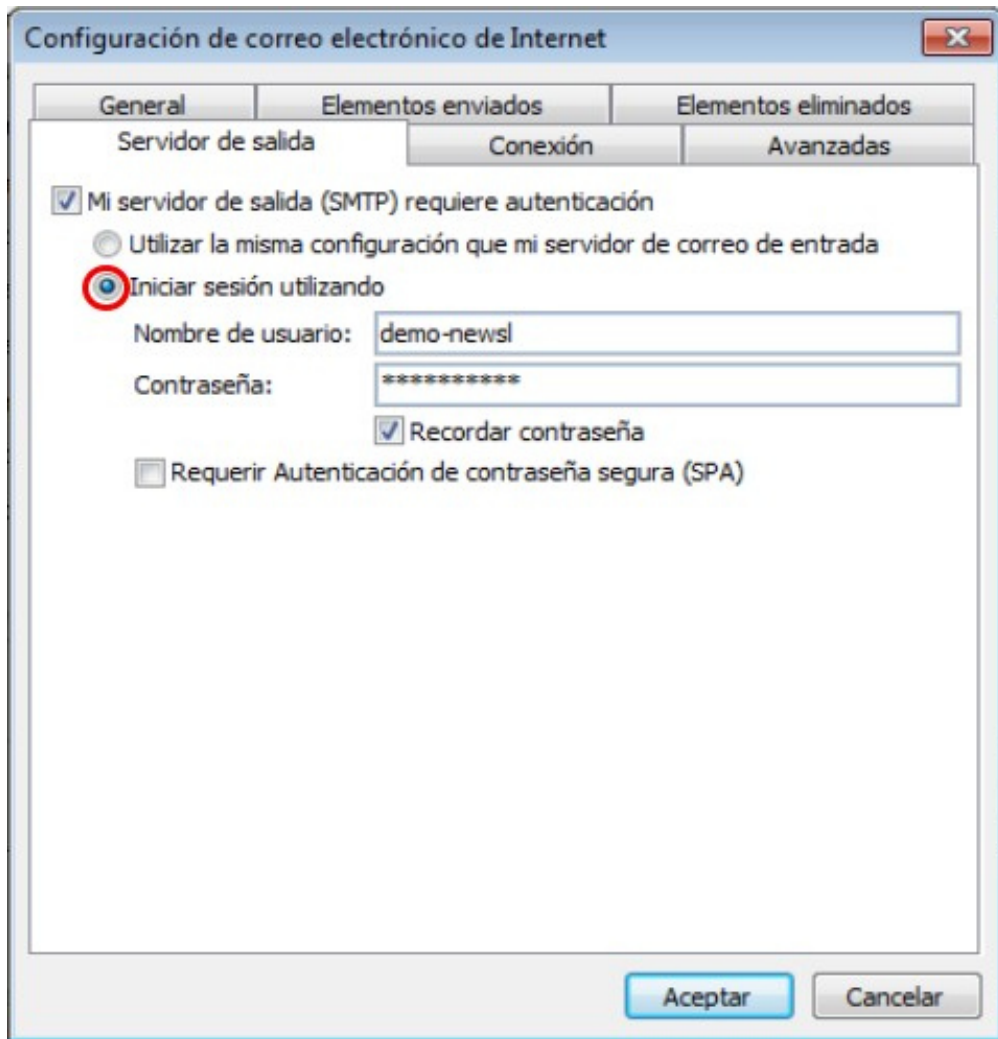 Configuración de correo electrónico de Internet
General Elementos enviados Elementos eliminados
Servidor de salida Conexión Avanzadas
Mi servidor de salida (SMTP) requiere autenticación
Utilizar la misma configuración que mi servidor de correo de entrada
Iniciar sesión utilizando
Nombre de usuario: demo-newsl
Contraseña: **********
Recordar contraseña
Requerir Autenticación de contraseña segura (SPA)
Aceptar Cancelar